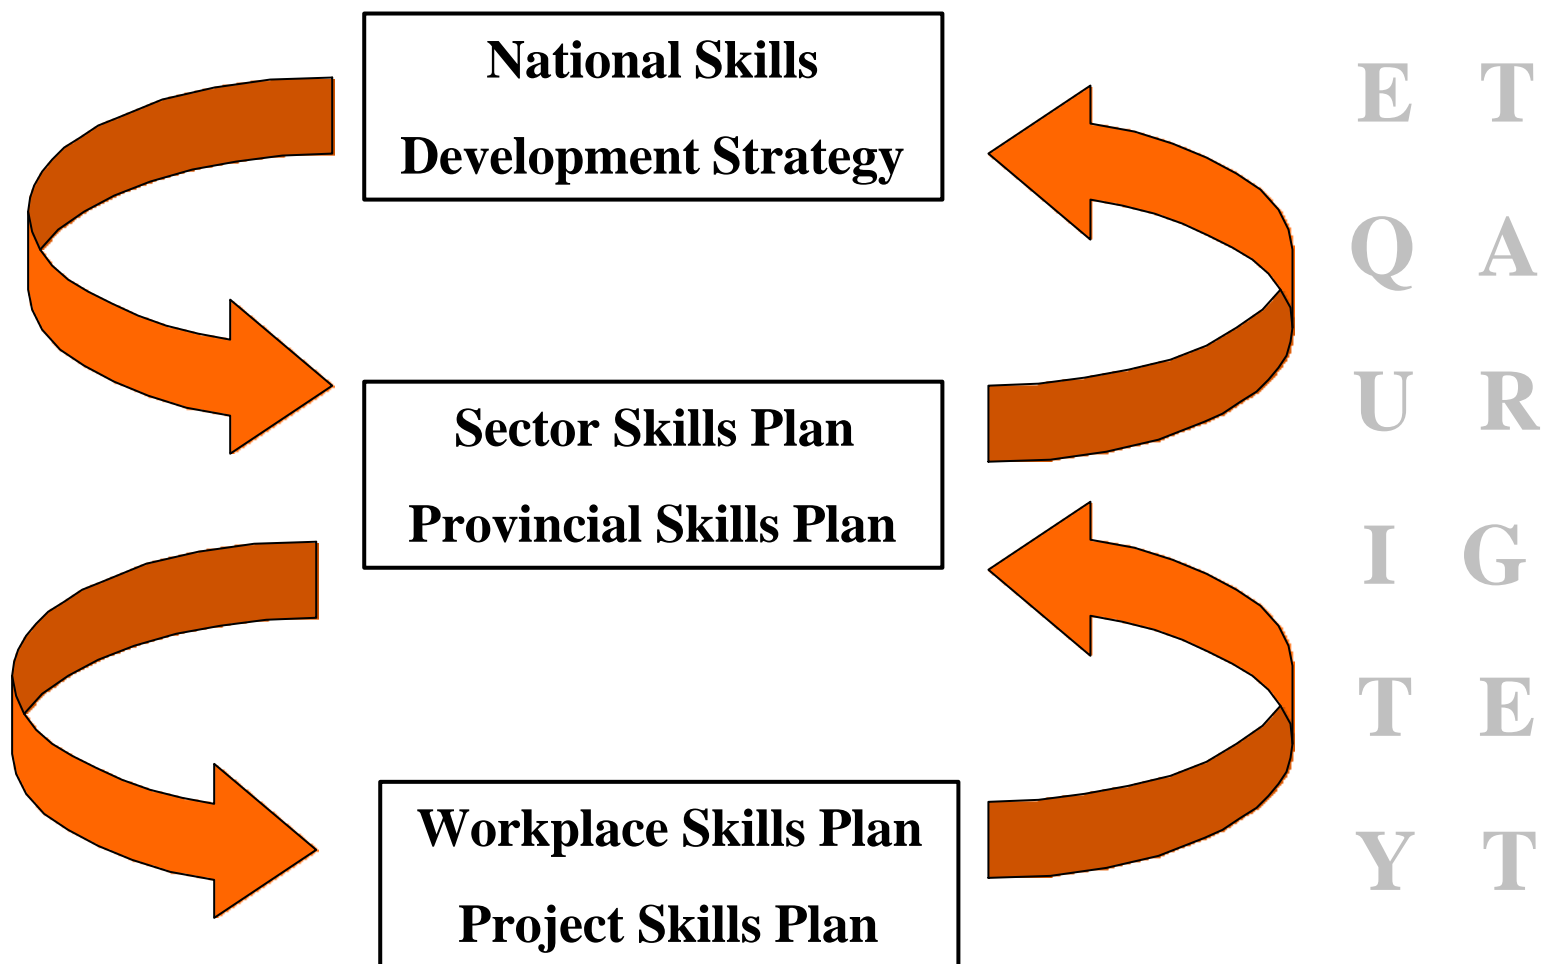 National Skills
Development Strategy
Sector Skills Plan
Provincial Skills Plan
Workplace Skills Plan
Project Skills Plan
E T
Q A
U R
I G
T E
Y T